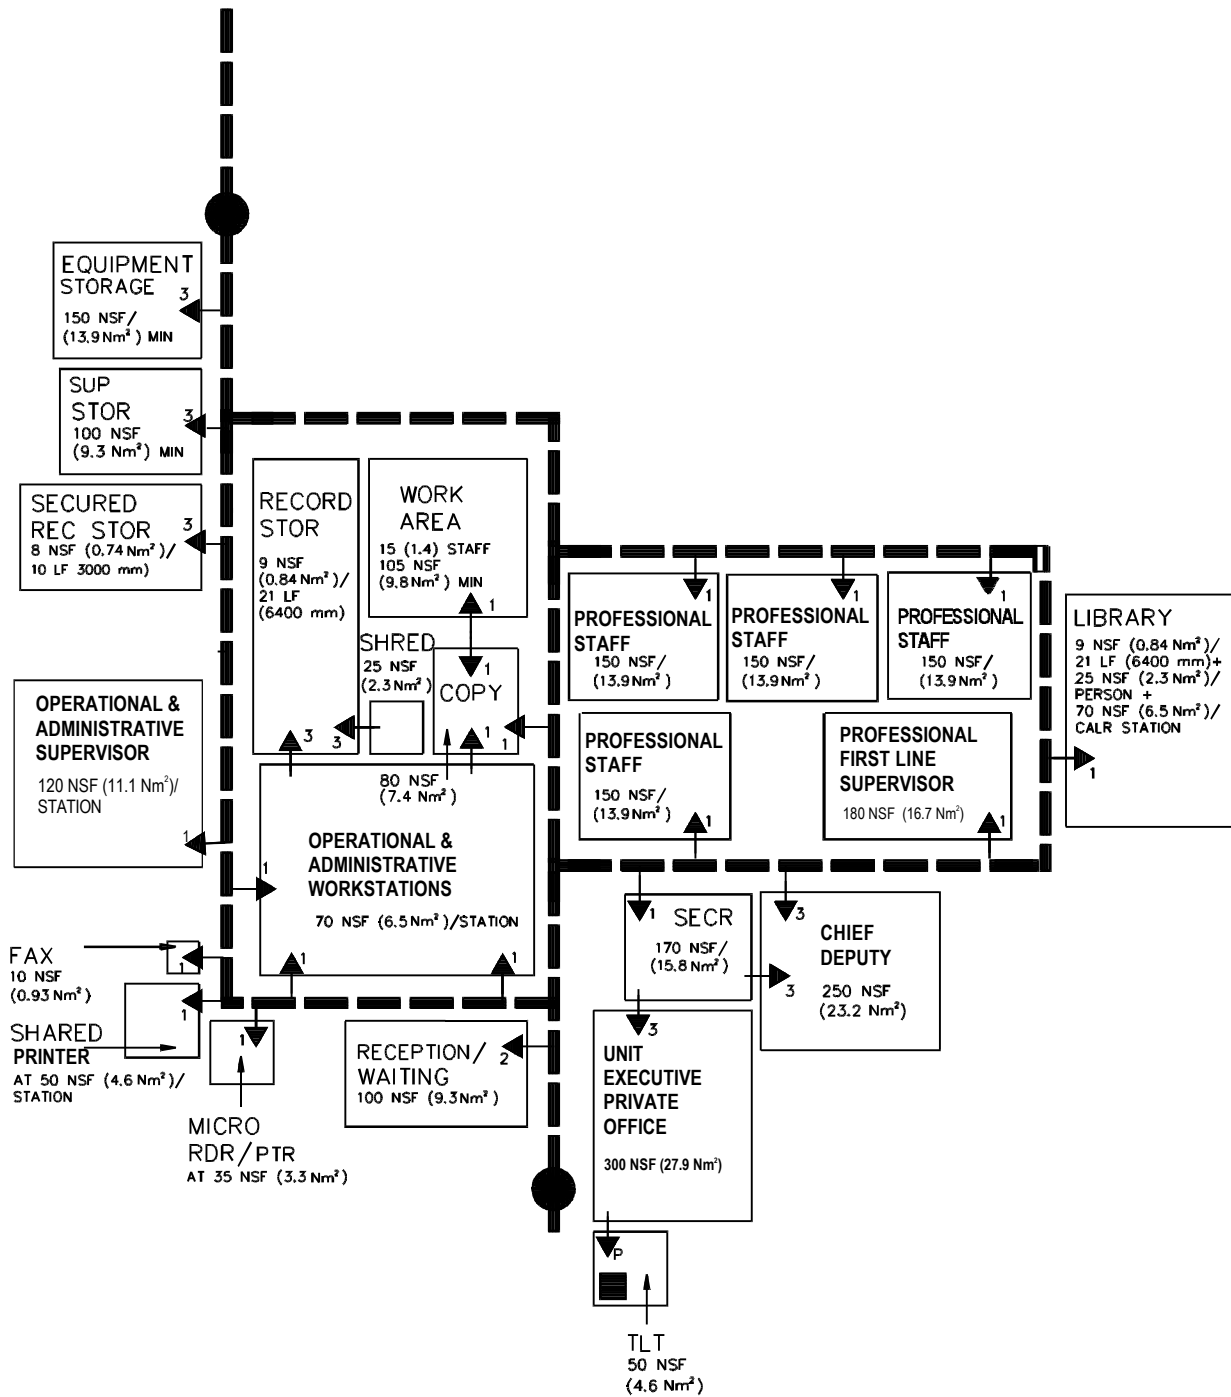 EQUIPMENT
STORAGE
3
150 NSF/
(13.9 Nm²) MIN
SUP
STOR
3
100 NSF
(9.3 Nm²) MIN
SECURED
REC STOR
3
8 NSF (0.74 Nm²)/
10 LF 3000 mm)
RECORD
STOR
9 NSF
(0.84 Nm²)/
21 LF
(6400 mm)
3
3
WORK
AREA
15 (1.4) STAFF
105 NSF
(9.8 Nm²) MIN
1
SHRED
25 NSF
(2.3 Nm²)
1
COPY
1
1
80 NSF
(7.4 Nm²)
PROFESSIONAL
STAFF
150 NSF/
(13.9 Nm²)
1
PROFESSIONAL
STAFF
150 NSF/
(13.9 Nm²)
1
PROFESSIONAL
STAFF
150 NSF/
(13.9 Nm²)
1
LIBRARY
9 NSF (0.84 Nm²)/
21 LF (6400 mm)+
25 NSF (2.3 Nm²)/
PERSON +
70 NSF (6.5 Nm²)/
CALR STATION
1
OPERATIONAL &
ADMINISTRATIVE
SUPERVISOR
120 NSF (11.1 Nm²)/
STATION
1
PROFESSIONAL
STAFF
150 NSF/
(13.9 Nm²)
1
PROFESSIONAL
FIRST LINE
SUPERVISOR
180 NSF (16.7 Nm²)
1
OPERATIONAL &
ADMINISTRATIVE
WORKSTATIONS
1
70 NSF (6.5 Nm²)/STATION
1
1
1
SECR
170 NSF/
(15.8 Nm²)
3
CHIEF
DEPUTY
250 NSF
(23.2 Nm²)
3
FAX
10 NSF
(0.93 Nm²)
1
SHARED
PRINTER
AT 50 NSF (4.6 Nm²)/
STATION
1
1
MICRO
RDR/PTR
AT 35 NSF (3.3 Nm²)
RECEPTION/
WAITING
2
100 NSF (9.3 Nm²)
3
UNIT
EXECUTIVE
PRIVATE
OFFICE
300 NSF (27.9 Nm²)
P
TLT
50 NSF
(4.6 Nm²)